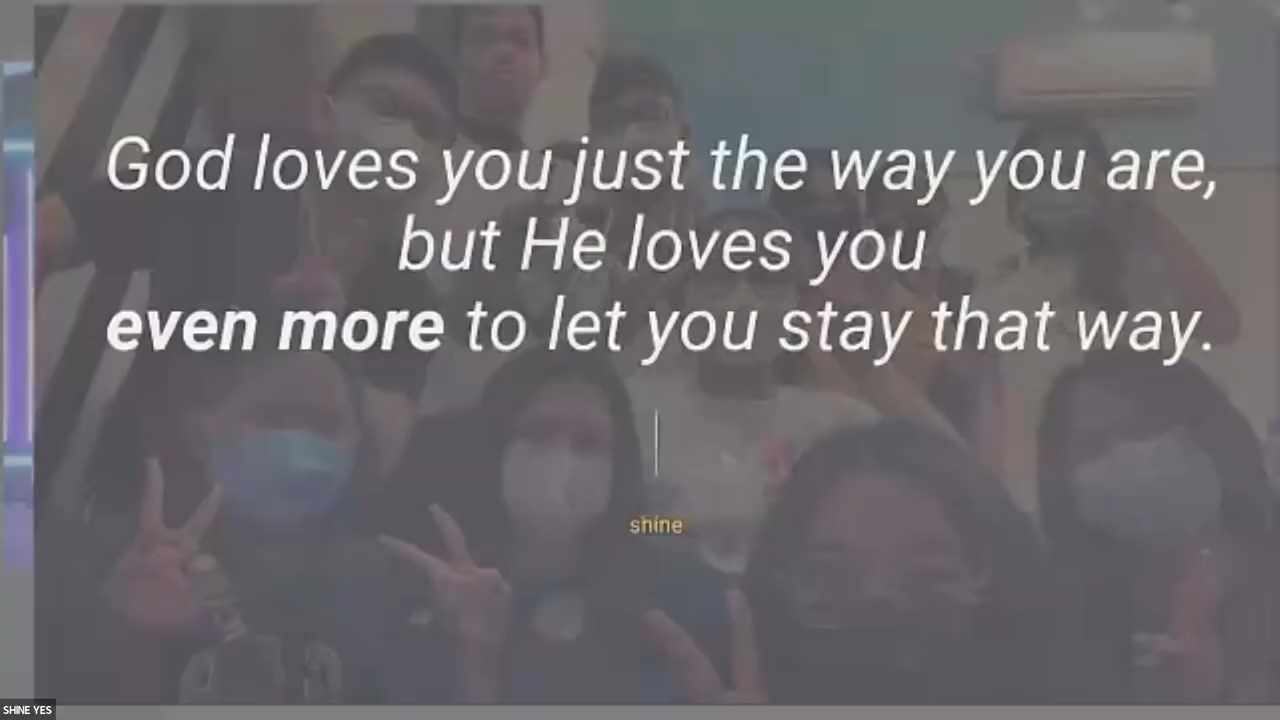 God loves you just the way you are,
but He loves you
even more to let you stay that way.
shine
SHINE YES